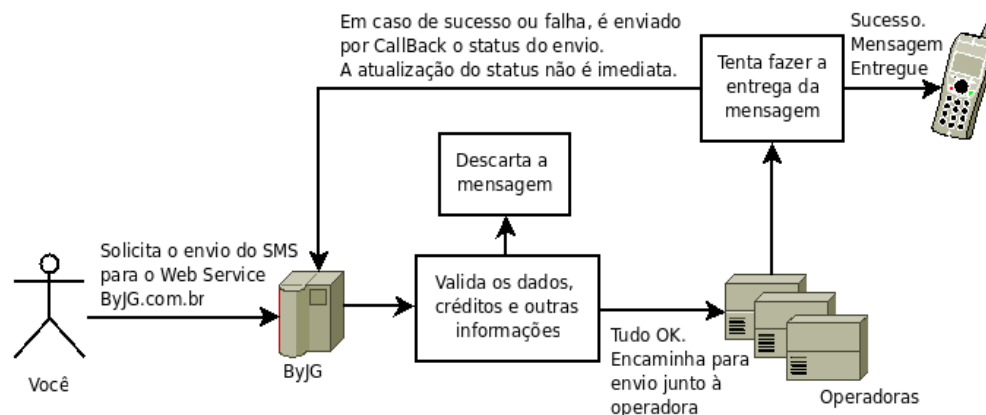 Em caso de sucesso ou falha, é enviado
por CallBack o status do envio.
A atualização do status não é imediata.
Tenta fazer a
entrega da
mensagem
Sucesso.
Mensagem
Entregue
Descarta a
mensagem
Solicita o envio do SMS
para o Web Service
ByJG.com.br
Valida os dados,
créditos e outras
informações
Tudo OK.
Encaminha para
envio junto à
operadora
Você
ByJG
Operadoras